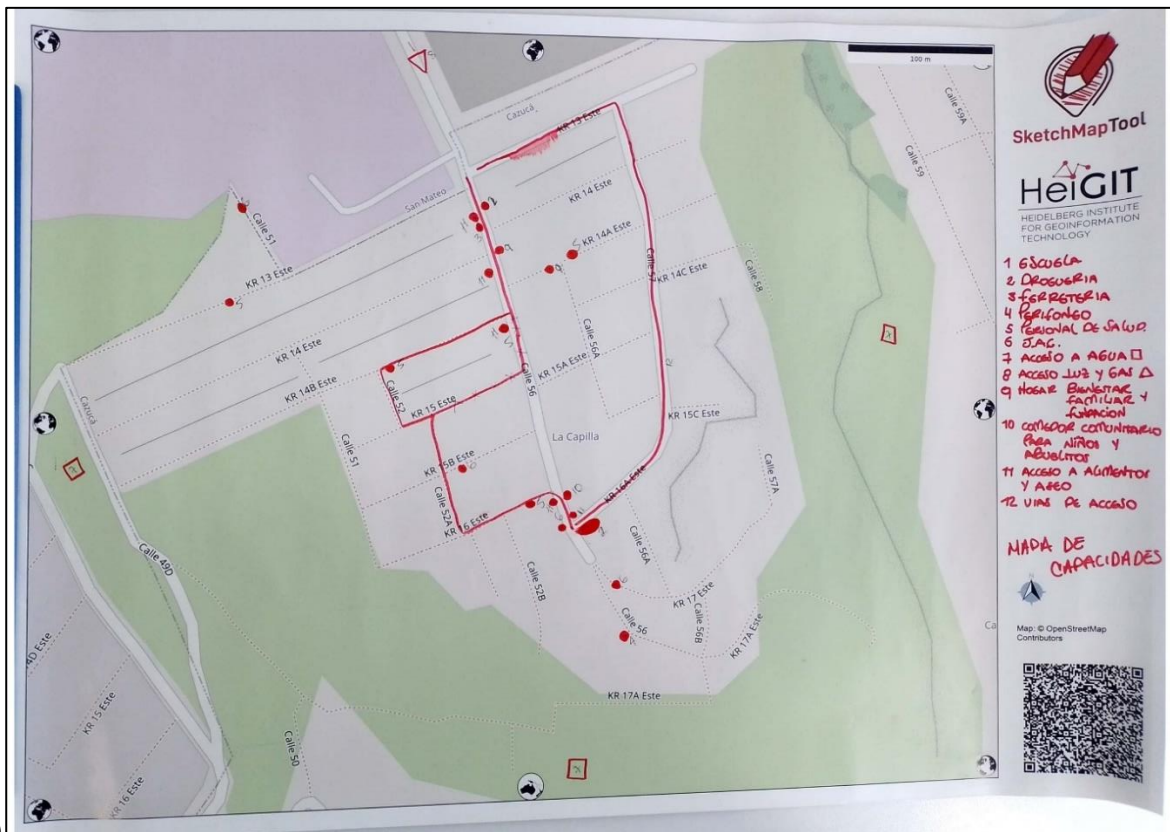 100 m
Cazucá
KR 13 Este
San Mateo
KR 14 Este
Calle 59A
Calle 59
Calle 51
KR 13 Este
KR 14A Este
Calle 57
KR 14C Este
Calle 58
KR 14 Este
Calle 56A
KR 15A Este
KR 14B Este
Calle 52
Calle 56
KR 15 Este
Cazucá
KR 15C Este
La Capilla
Calle 51
KR 15B Este
Calle 52A
KR 16A Este
Calle 57A
KR 16 Este
Calle 49D
Calle 52B
Calle 56A
KR 17 Este
Calle 56
Calle 56B
KR 17A Este
14D Este
KR 17A Este
KR 15 Este
Calle 50
KR 16 Este
Ca
SketchMapTool
HeiGIT
HEIDELBERG INSTITUTE
FOR GEOINFORMATION
TECHNOLOGY
1 ESCUELA
2 DROGUERIA
3 FERRETERIA
4 PERIFONEO
5 PERSONAL DE SALUD.
6 J.A.C.
7 ACCESO A AGUA
8 ACCESO LUZ Y GAS
9 HOGAR BIENESTAR
FAMILIAR Y
FUNDACION
10 COMEDOR COMUNITARIO
PARA NIÑOS Y
ABUELITOS
11 ACCESO A ALIMENTOS
Y ASEO
12 VIAS DE ACCESO
MAPA DE
CAPACIDADES
Map: © OpenStreetMap
Contributors